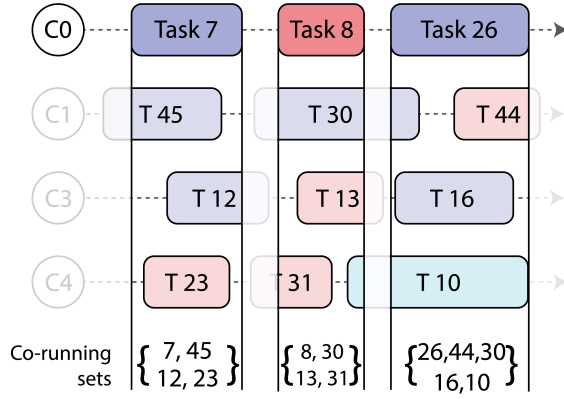 C0 Task 7 Task 8 Task 26
C1 T 45 T 30 T 44
C3 T 12 T 13 T 16
C4 T 23 T 31 T 10
Co-running sets
{ 7, 45 12, 23 }
{ 8, 30 13, 31 }
{ 26,44,30 16,10 }